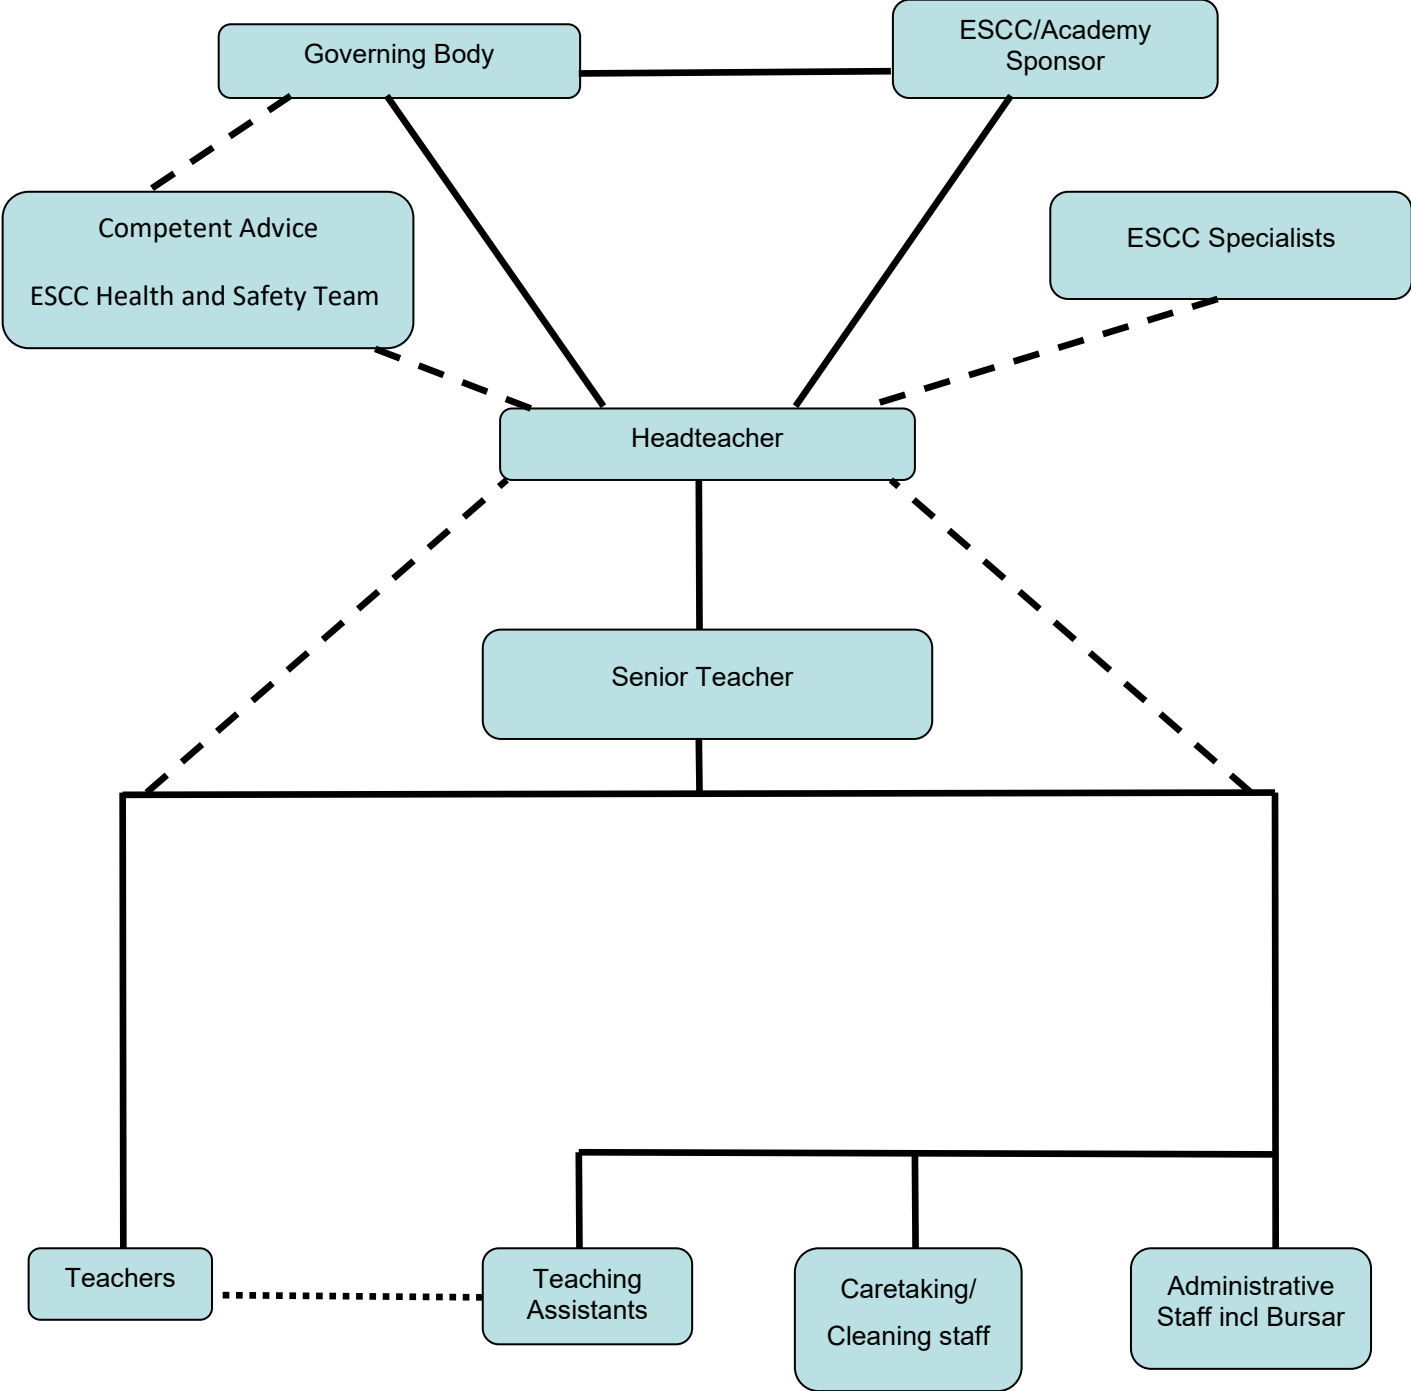 Governing Body
ESCC/Academy
Sponsor
Competent Advice
ESCC Health and Safety Team
ESCC Specialists
Headteacher
Senior Teacher
Teachers
Teaching
Assistants
Caretaking/
Cleaning staff
Administrative
Staff incl Bursar